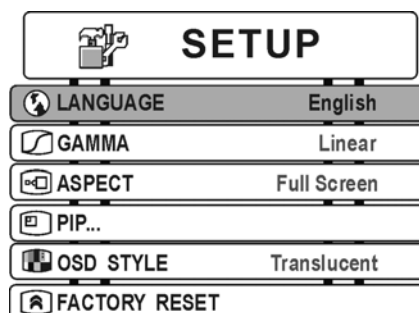 SETUP
LANGUAGE English
GAMMA Linear
ASPECT Full Screen
PIP...
OSD STYLE Translucent
FACTORY RESET